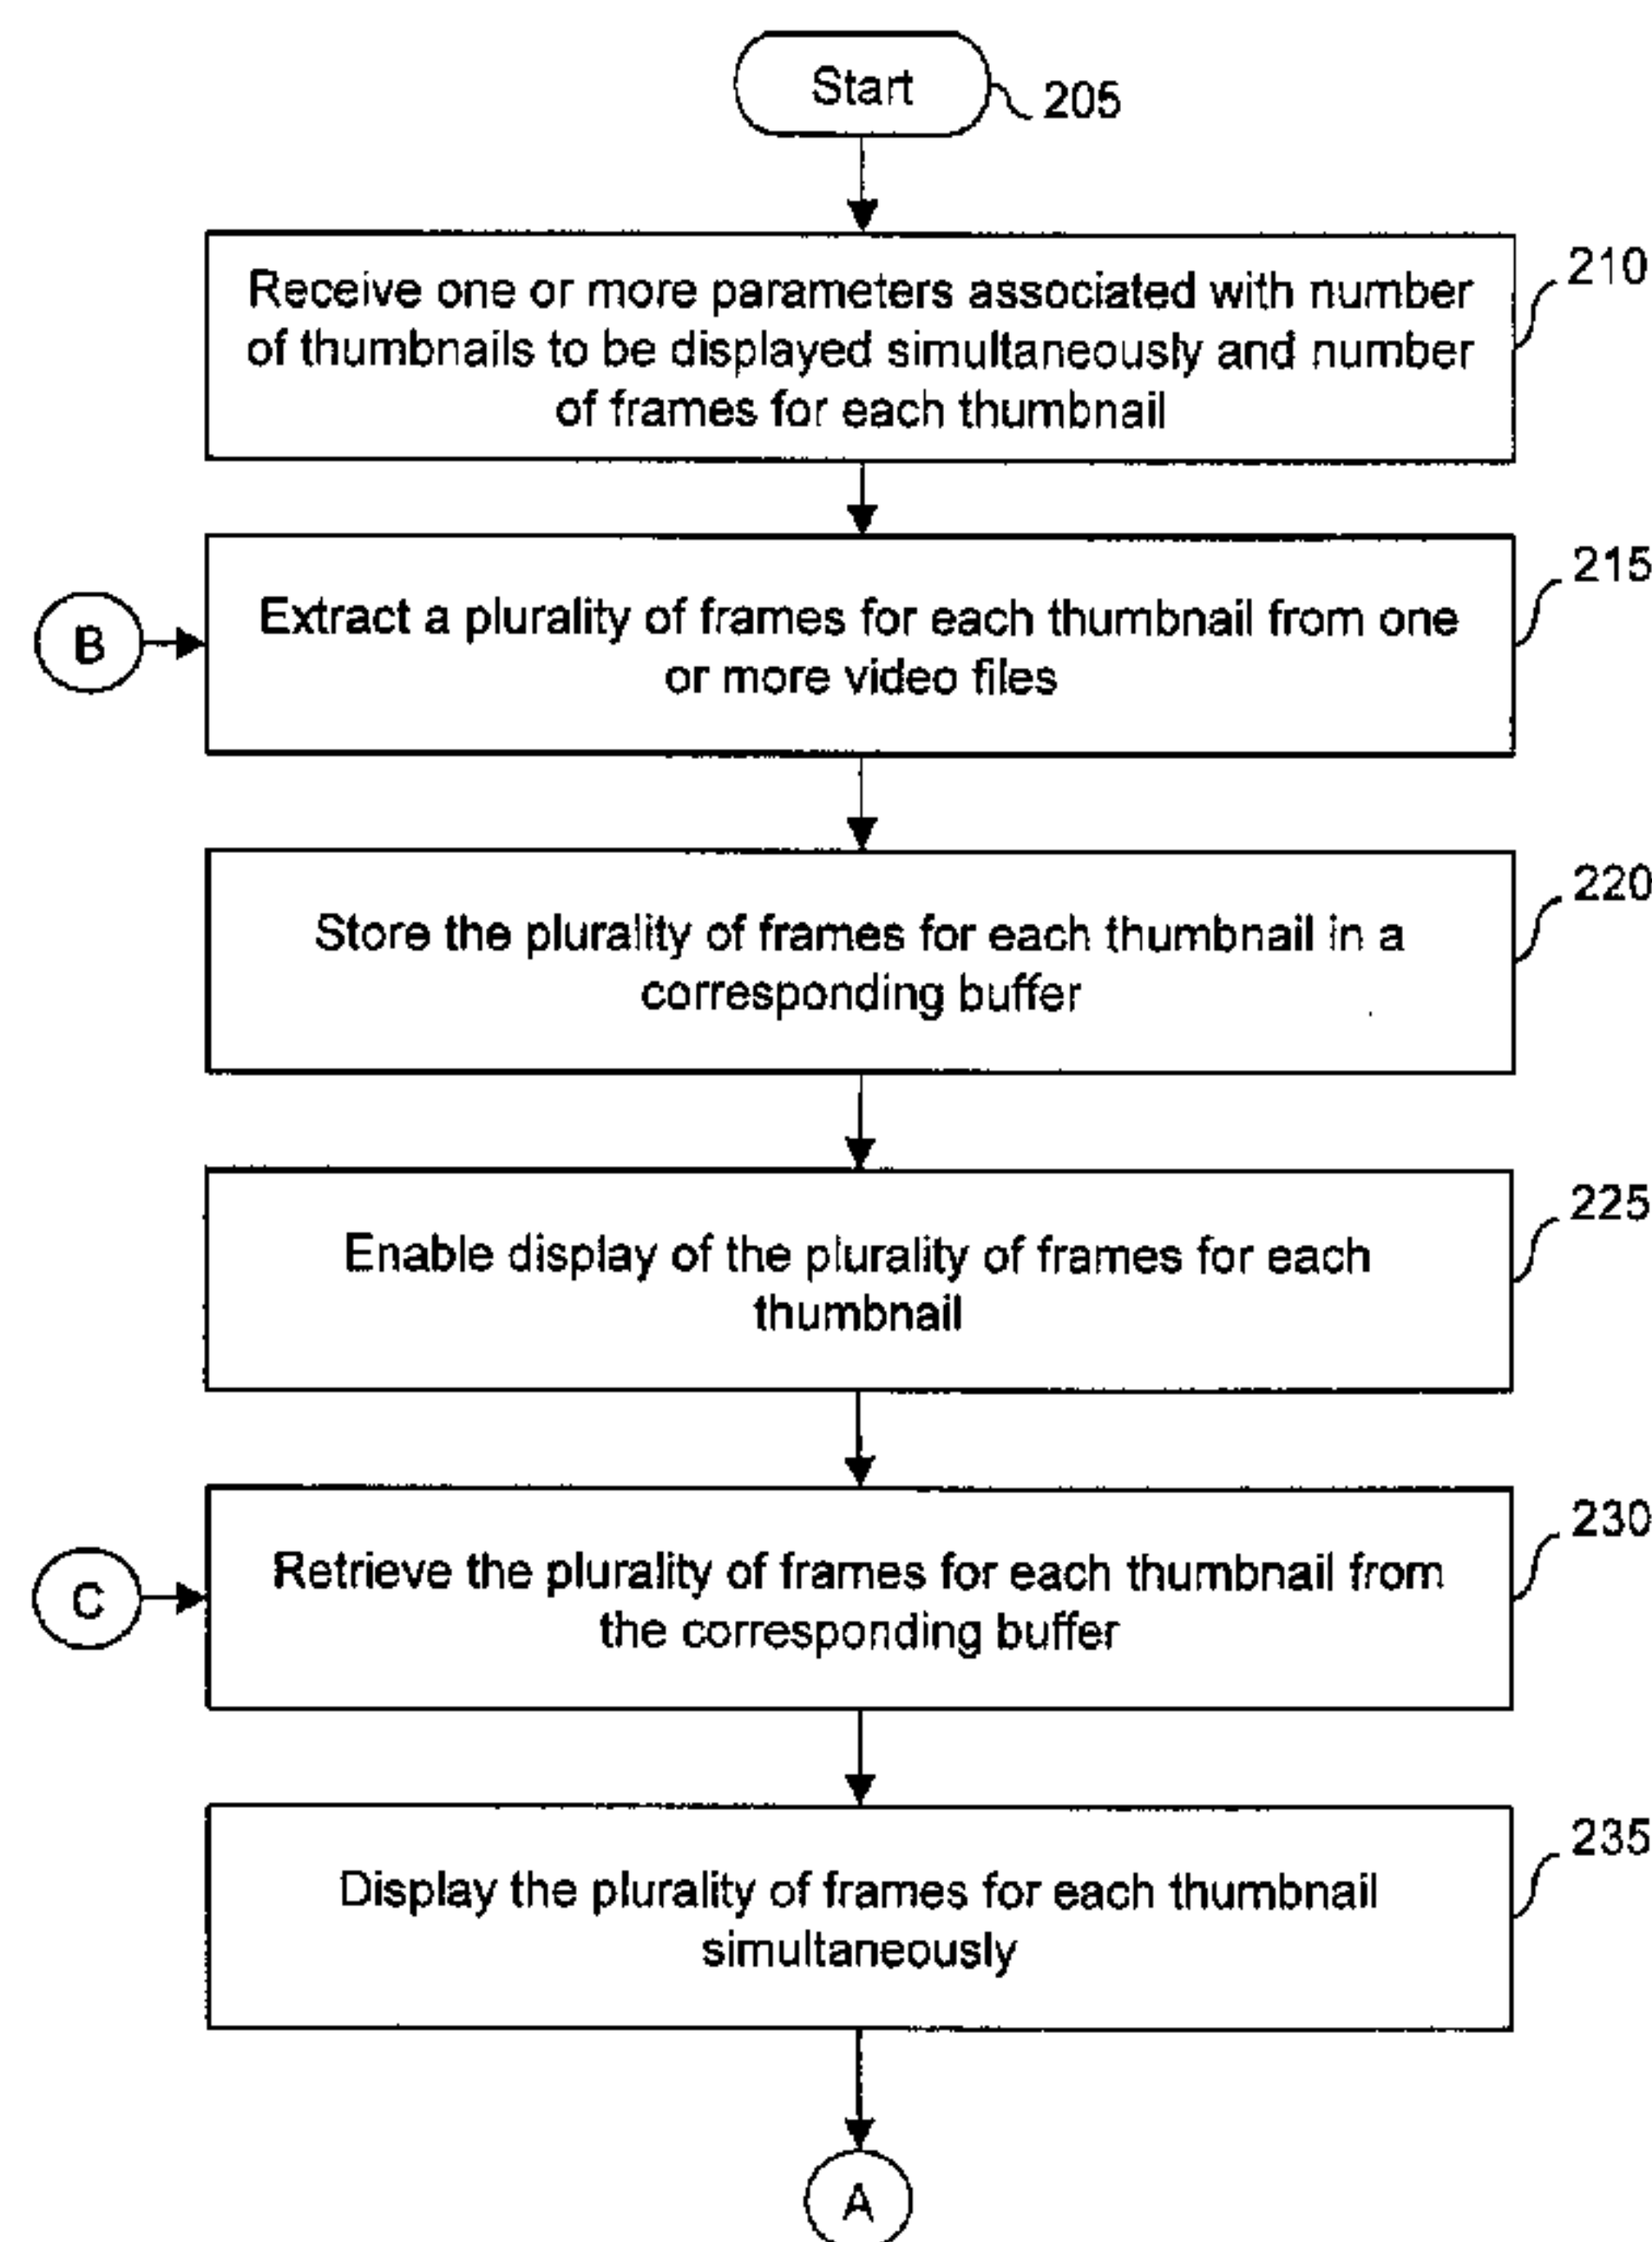 Start
205
Receive one or more parameters associated with number
of thumbnails to be displayed simultaneously and number
of frames for each thumbnail
210
B
Extract a plurality of frames for each thumbnail from one
or more video files
215
Store the plurality of frames for each thumbnail in a
corresponding buffer
220
Enable display of the plurality of frames for each
thumbnail
225
C
Retrieve the plurality of frames for each thumbnail from
the corresponding buffer
230
Display the plurality of frames for each thumbnail
simultaneously
235
A